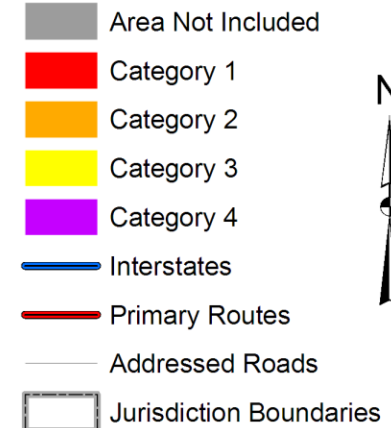 Area Not Included
Category 1
N
Category 2
Category 3
Category 4
Interstates
Primary Routes
Addressed Roads
Jurisdiction Boundaries